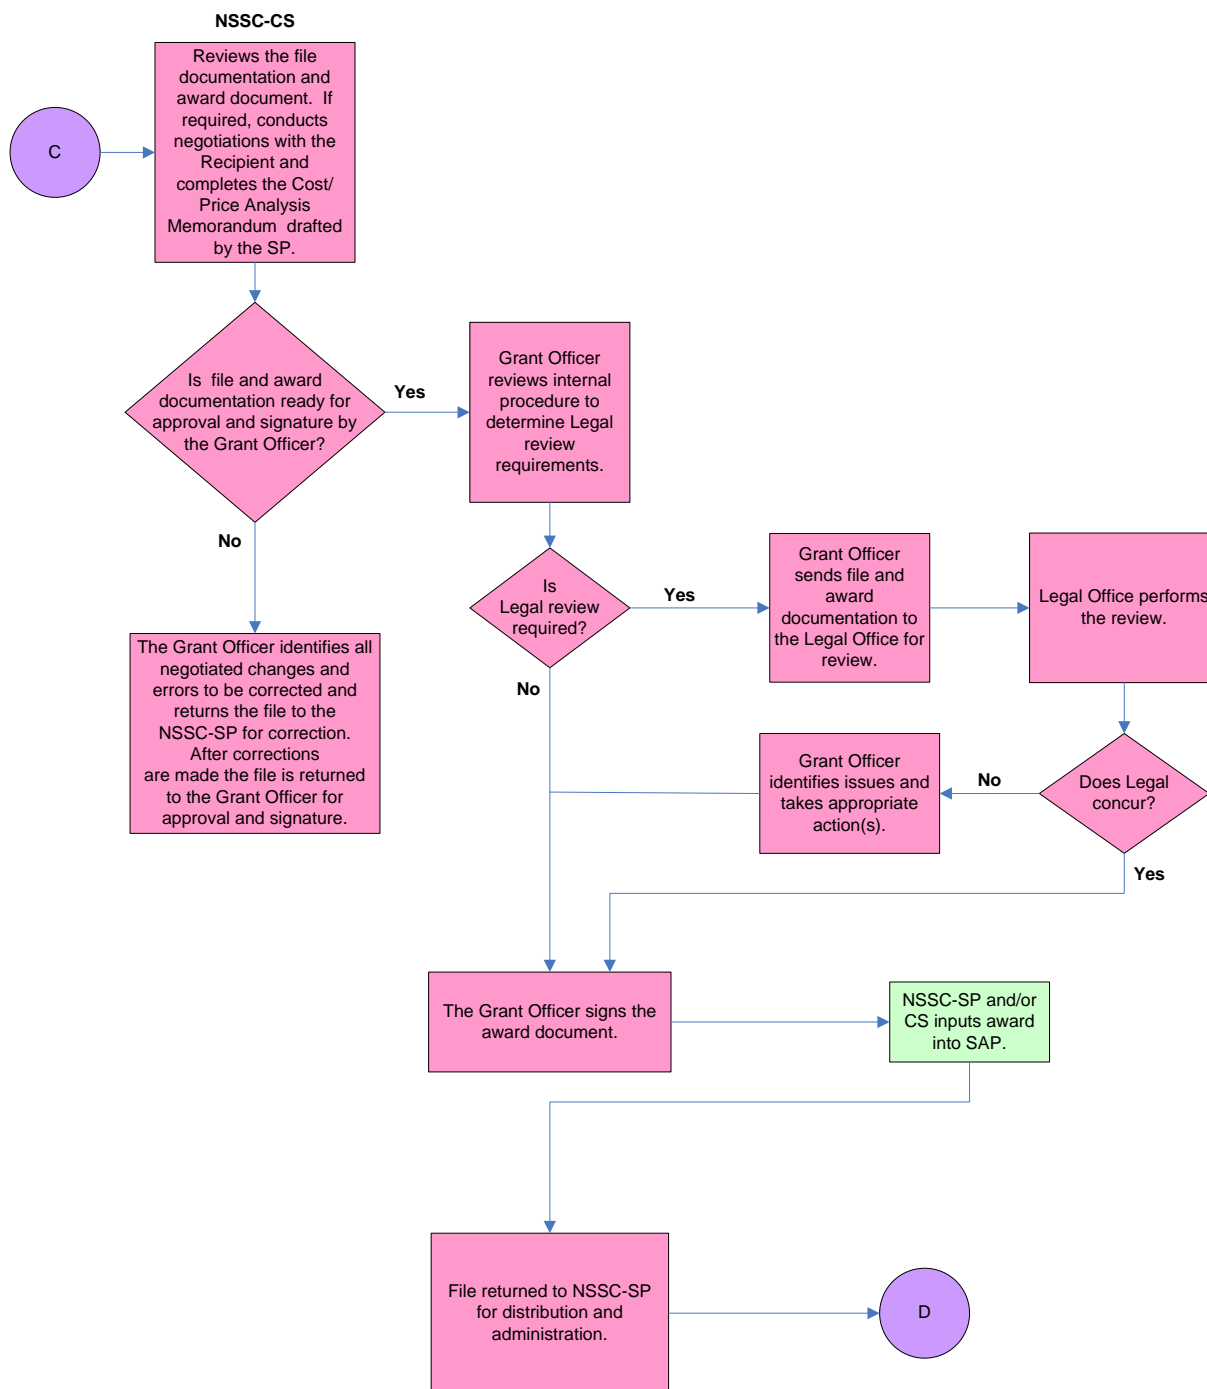 NSSC-CS
Reviews the file
documentation and
award document.  If
required, conducts
negotiations with the
Recipient and
completes the Cost/
Price Analysis
Memorandum  drafted
by the SP.
C
Is  file and award
documentation ready for
approval and signature by
the Grant Officer?
Yes
Grant Officer
reviews internal
procedure to
determine Legal
review
requirements.
No
The Grant Officer identifies all
negotiated changes and
errors to be corrected and
returns the file to the
NSSC-SP for correction.
After corrections
are made the file is returned
to the Grant Officer for
approval and signature.
Is
Legal review
required?
Yes
Grant Officer
sends file and
award
documentation to
the Legal Office for
review.
Legal Office performs
the review.
No
Grant Officer
identifies issues and
takes appropriate
action(s).
No
Does Legal
concur?
Yes
The Grant Officer signs the
award document.
NSSC-SP and/or
CS inputs award
into SAP.
File returned to NSSC-SP
for distribution and
administration.
D